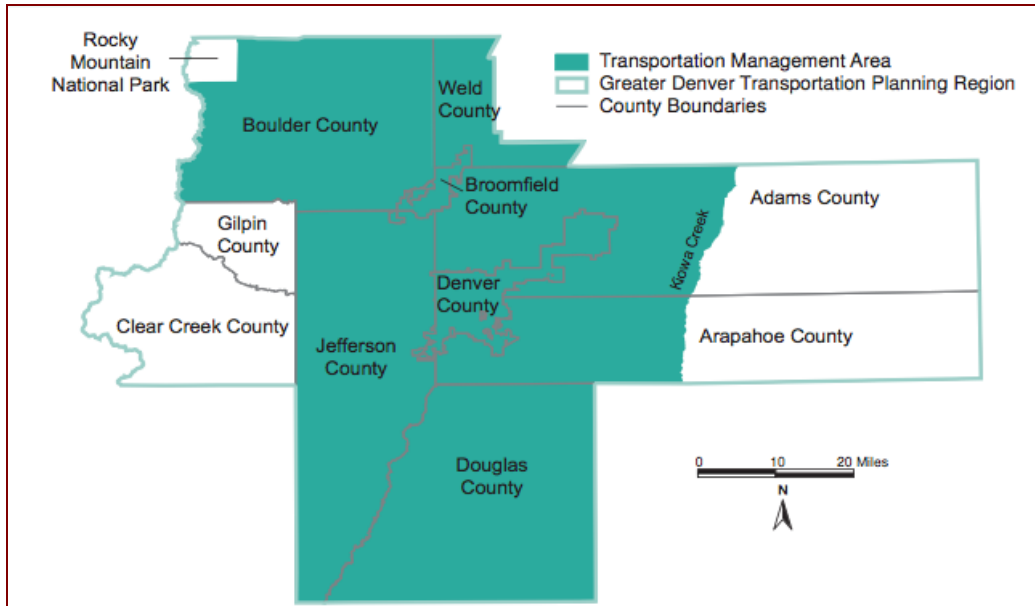 Rocky
Mountain
National Park
Transportation Management Area
Greater Denver Transportation Planning Region
County Boundaries
Weld
County
Boulder County
Broomfield
County
Adams County
Gilpin
County
Kiowa Creek
Denver
County
Clear Creek County
Jefferson
County
Arapahoe County
Douglas
County
0 10 20 Miles
N